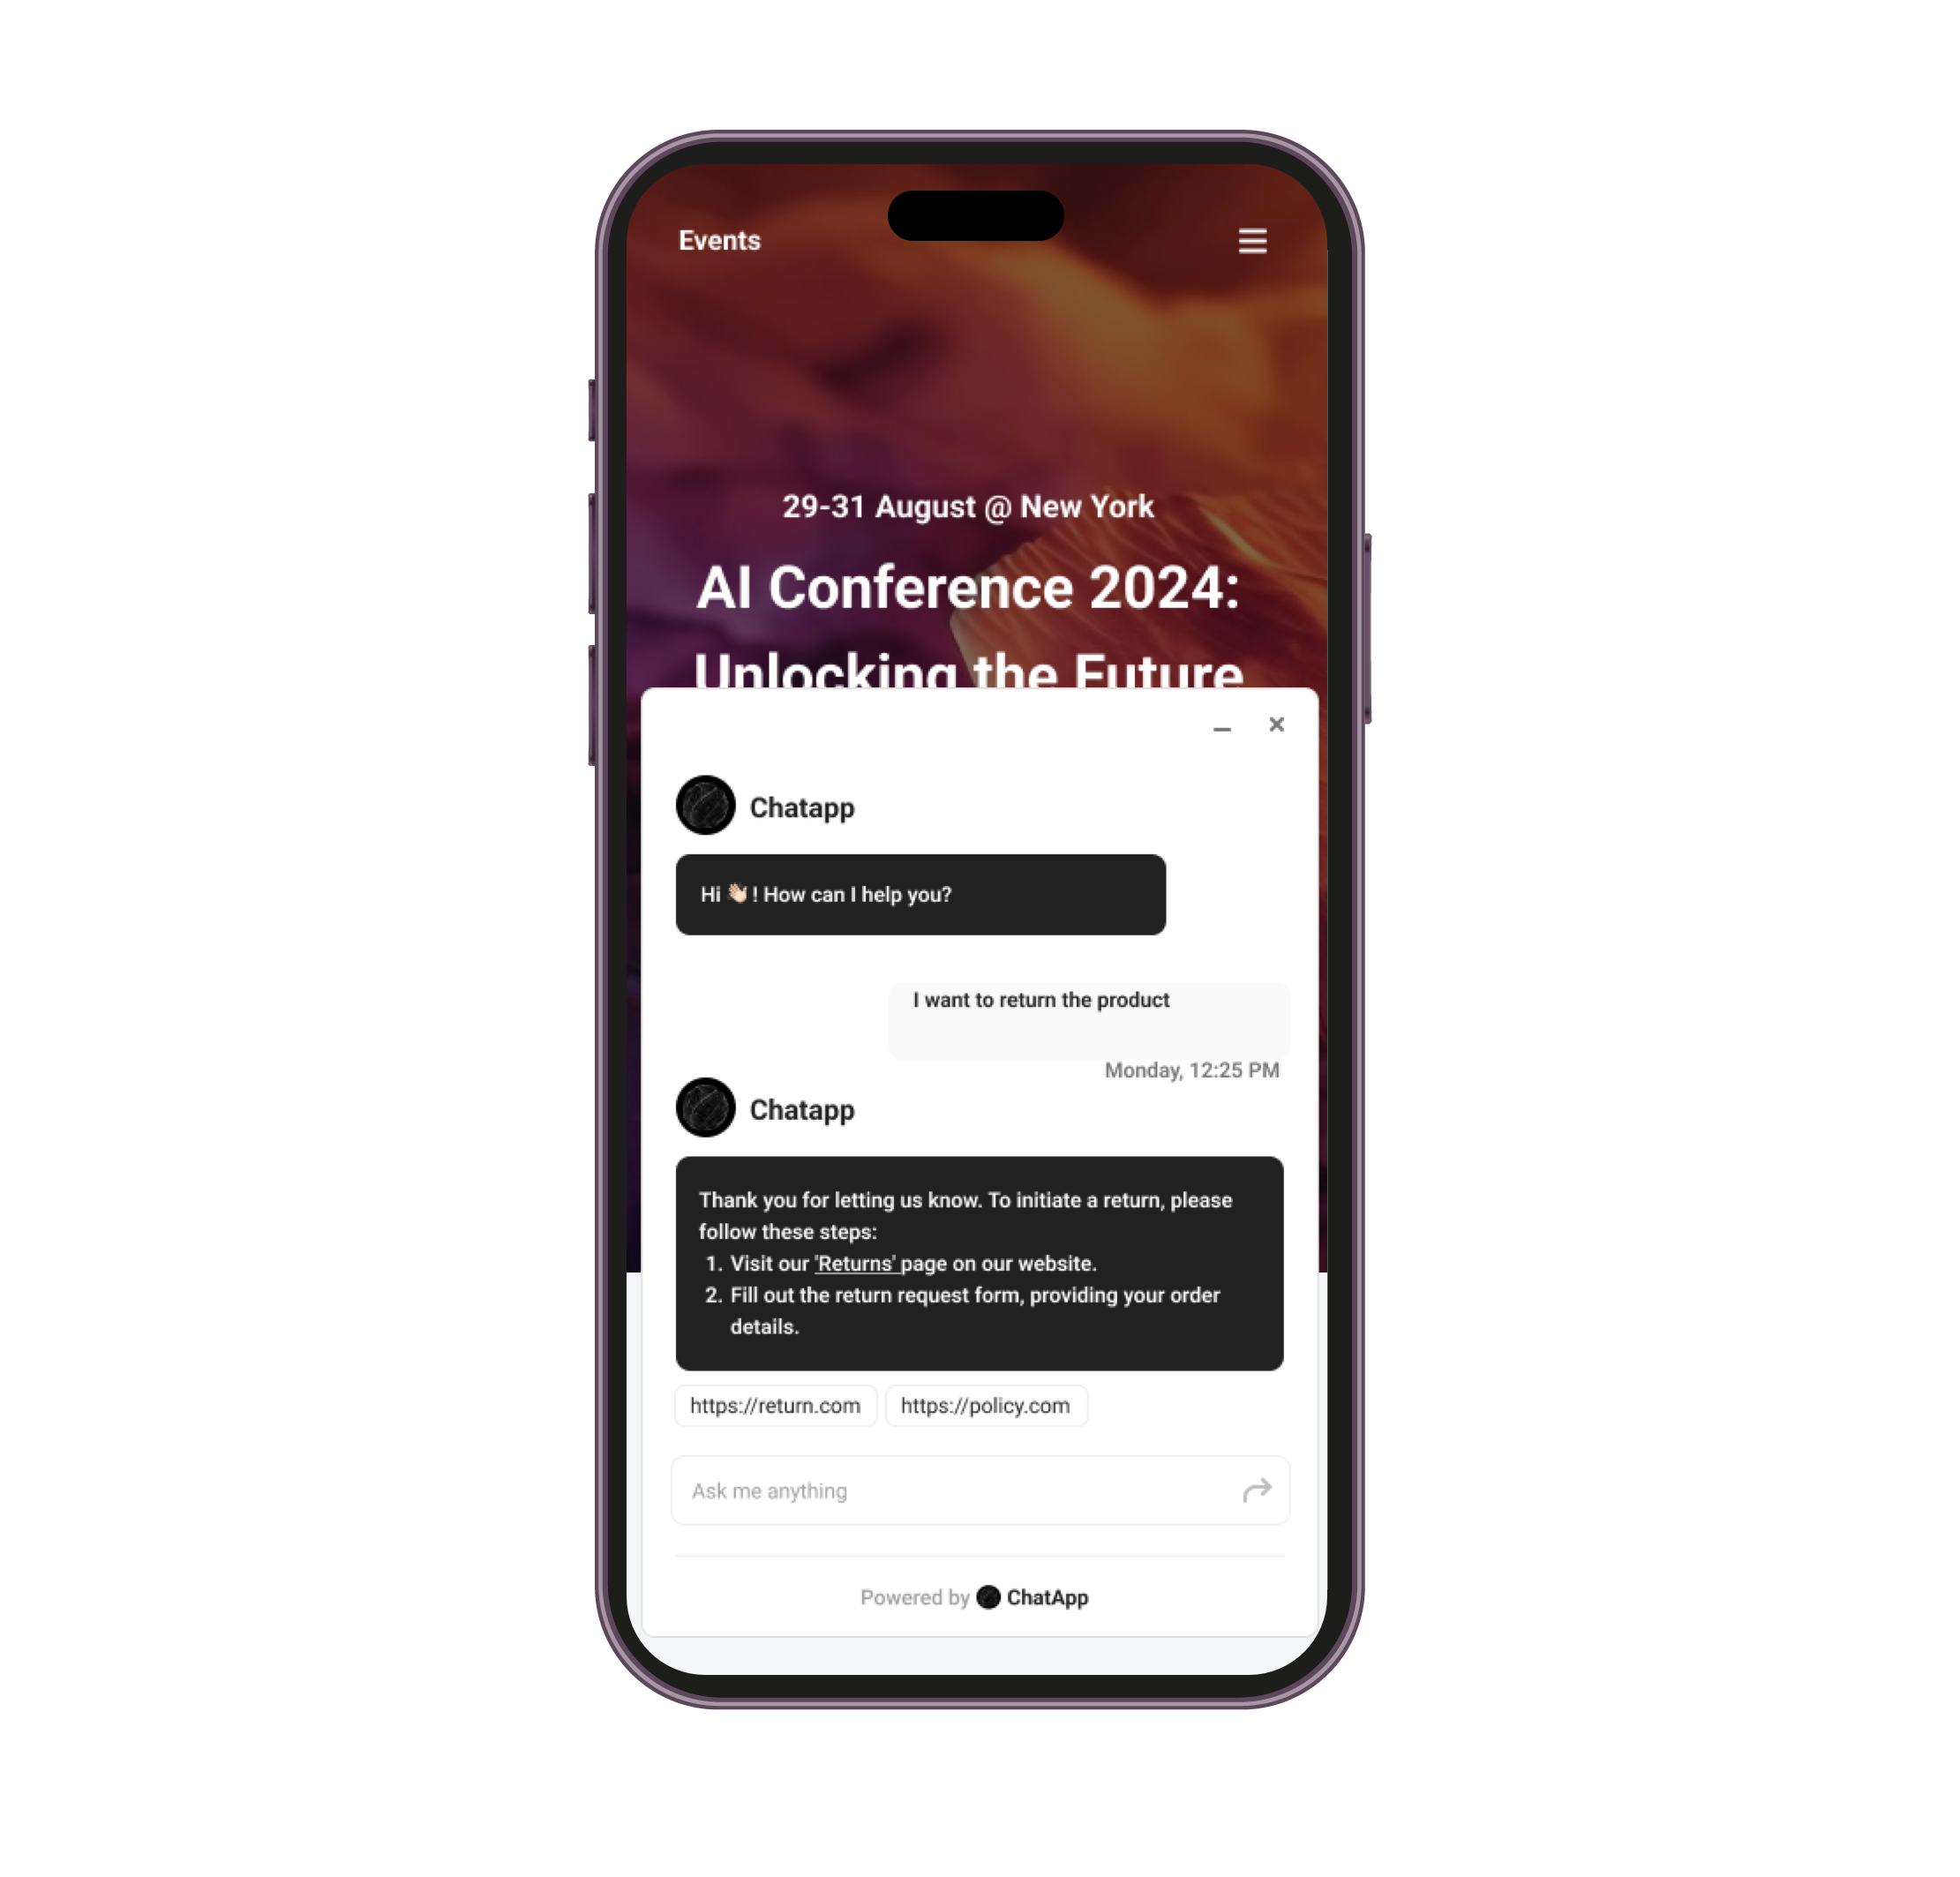 Events
29-31 August @ New York
AI Conference 2024:
Unlocking the Future
Chatapp
Hi 👋🏻! How can I help you?
I want to return the product
Monday, 12:25 PM
Chatapp
Thank you for letting us know. To initiate a return, please
follow these steps:
1. Visit our 'Returns' page on our website.
2. Fill out the return request form, providing your order
details.
https://return.com https://policy.com
Ask me anything
Powered by ChatApp